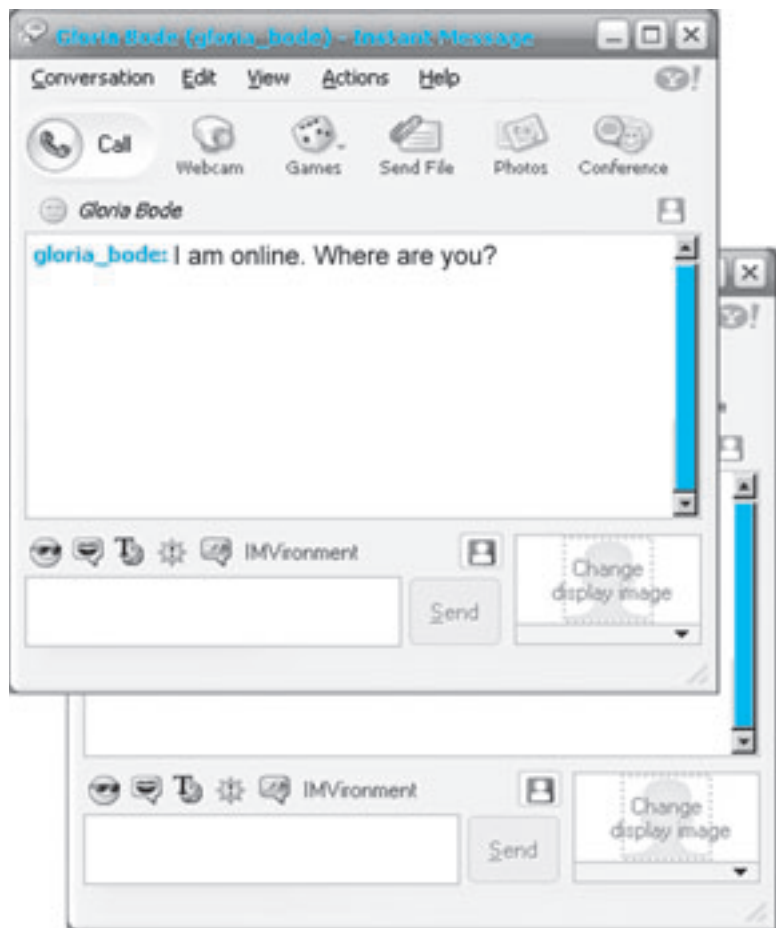 Gloria Bode (gloria_bode) - Instant Message
Conversation Edit View Actions Help
Call Webcam Games Send File Photos Conference
Gloria Bode
gloria_bode: I am online. Where are you?
IMVironment
Change
display image
Send
IMVironment
Change
display image
Send